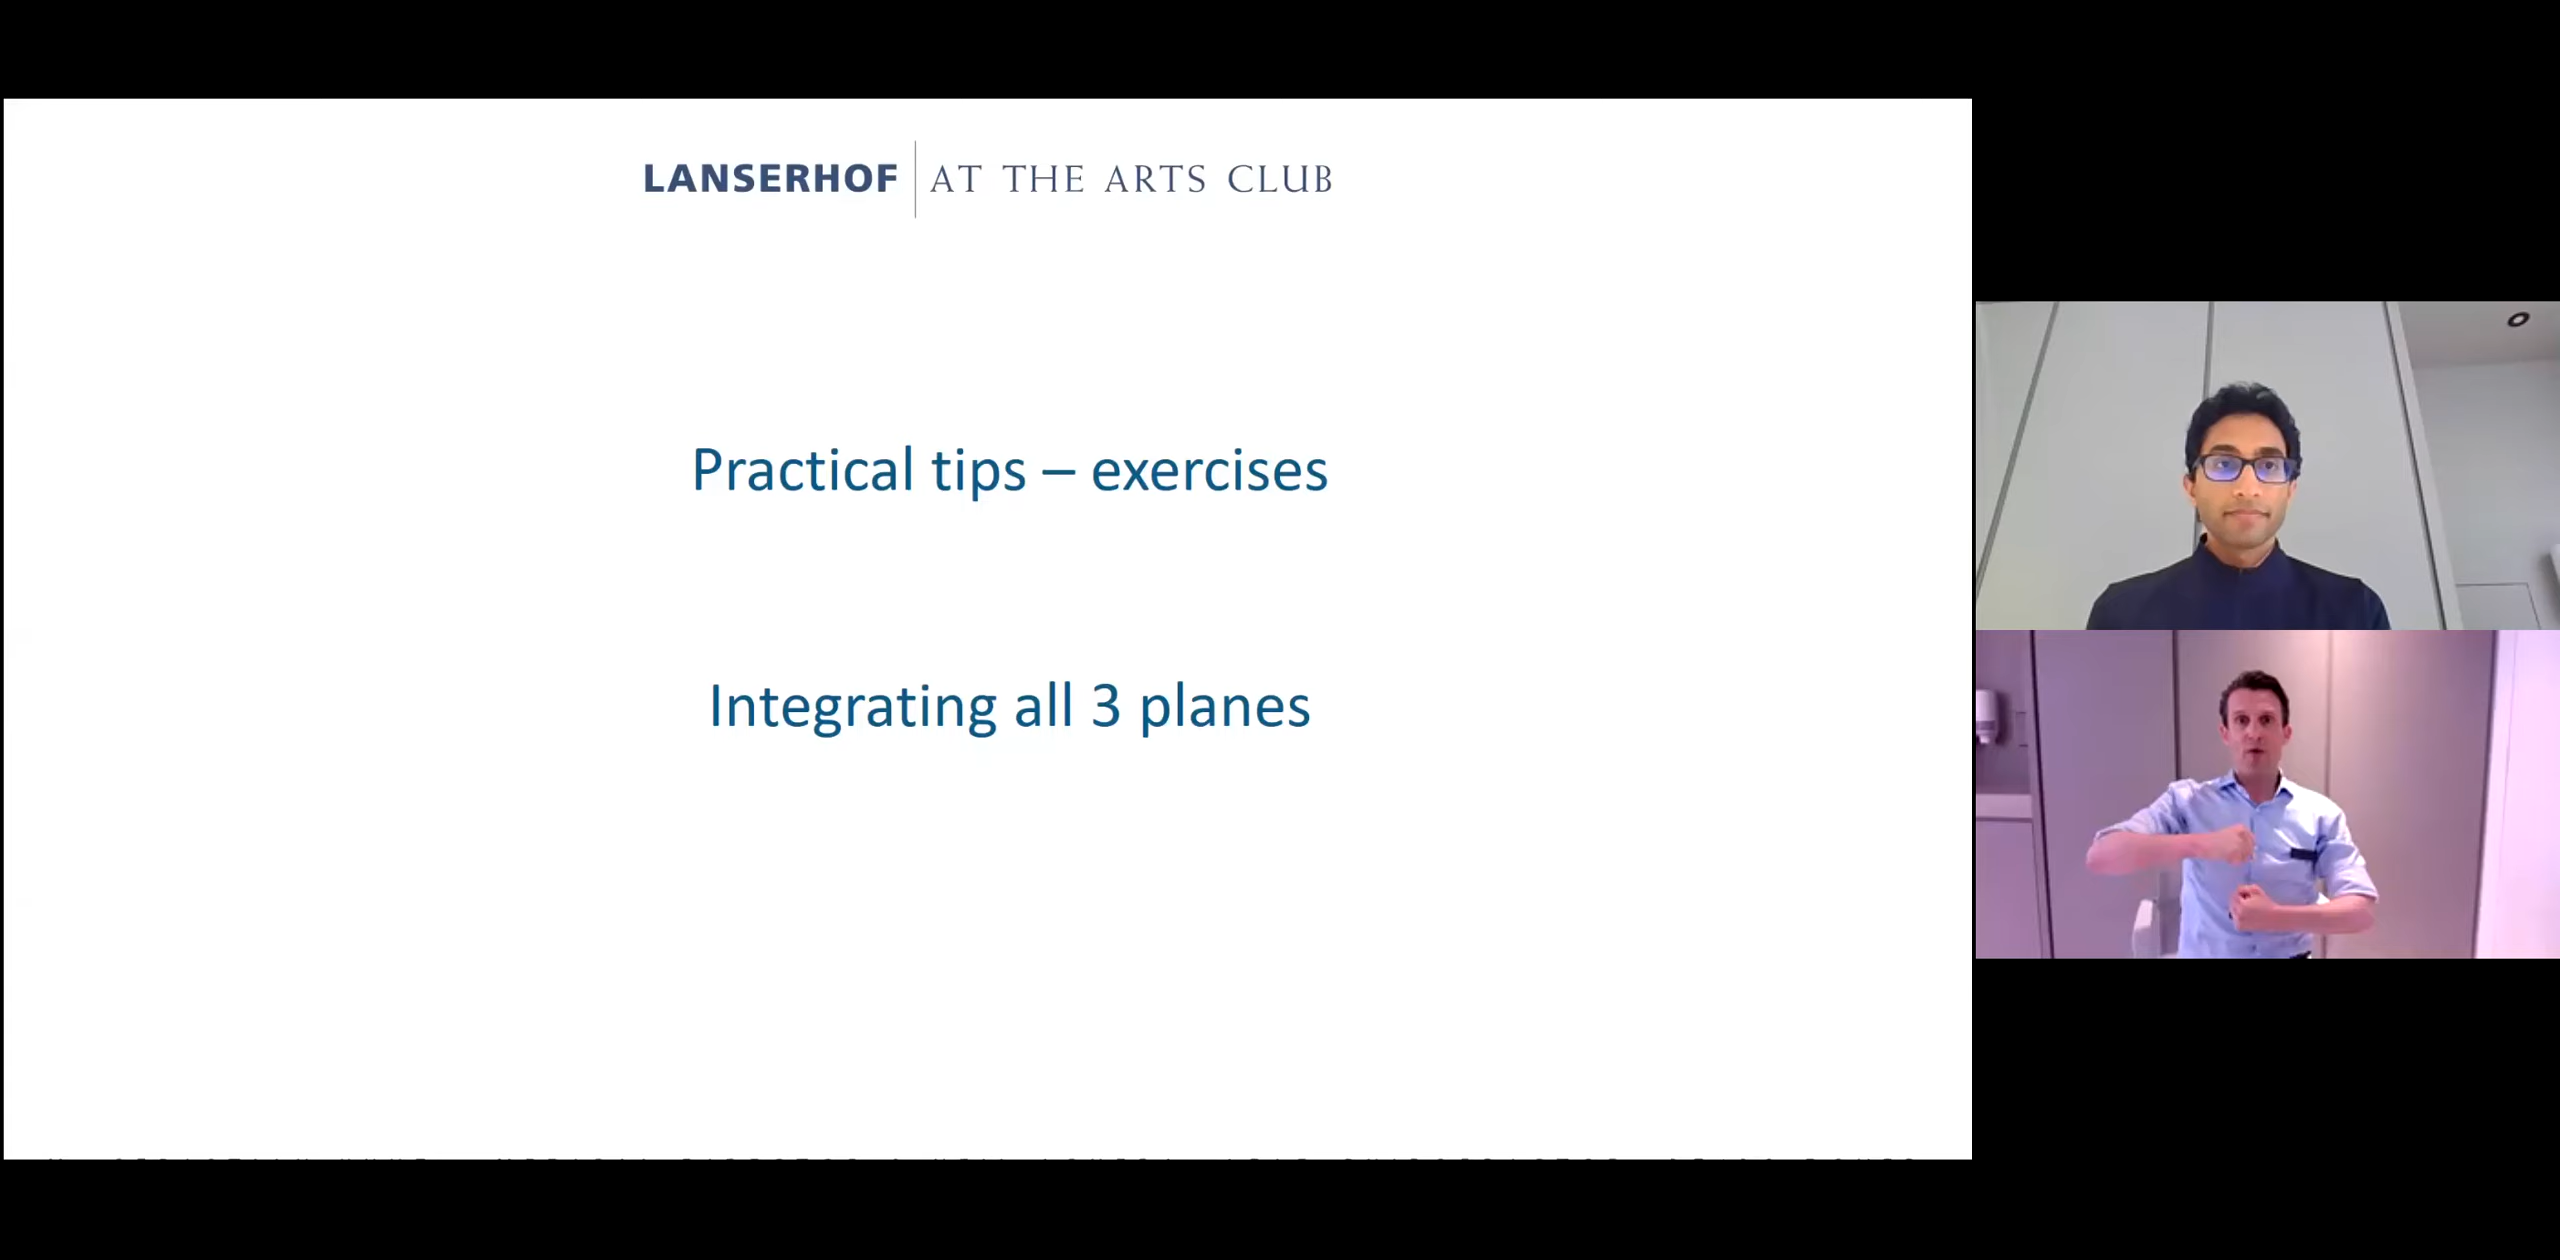 LANSERHOF AT THE ARTS CLUB
Practical tips – exercises
Integrating all 3 planes